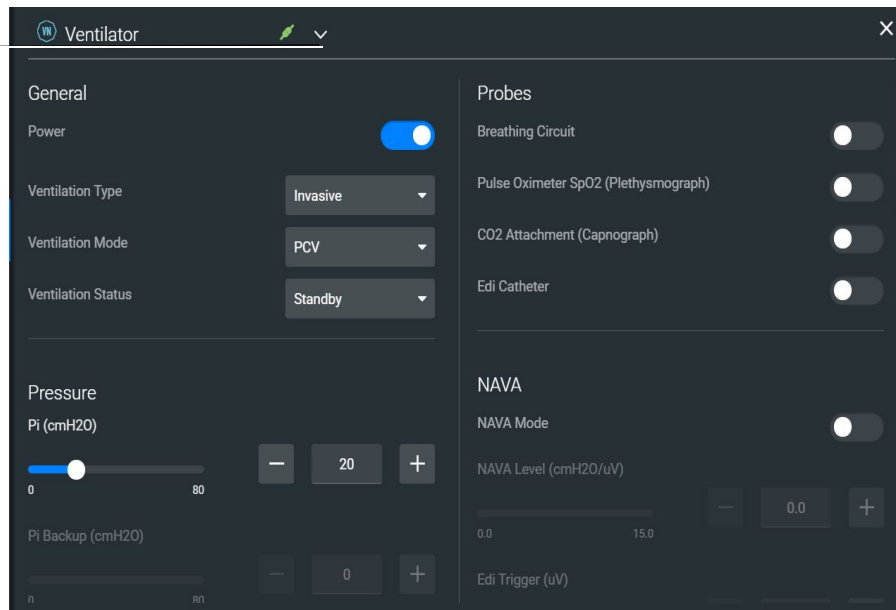 VN Ventilator
General
Power
Ventilation Type Invasive
Ventilation Mode PCV
Ventilation Status Standby
Pressure
Pi (cmH2O)
20
0 80
Pi Backup (cmH2O)
0
0 80
Probes
Breathing Circuit
Pulse Oximeter SpO2 (Plethysmograph)
CO2 Attachment (Capnograph)
Edi Catheter
NAVA
NAVA Mode
NAVA Level (cmH2O/uV)
0.0
0.0 15.0
Edi Trigger (uV)